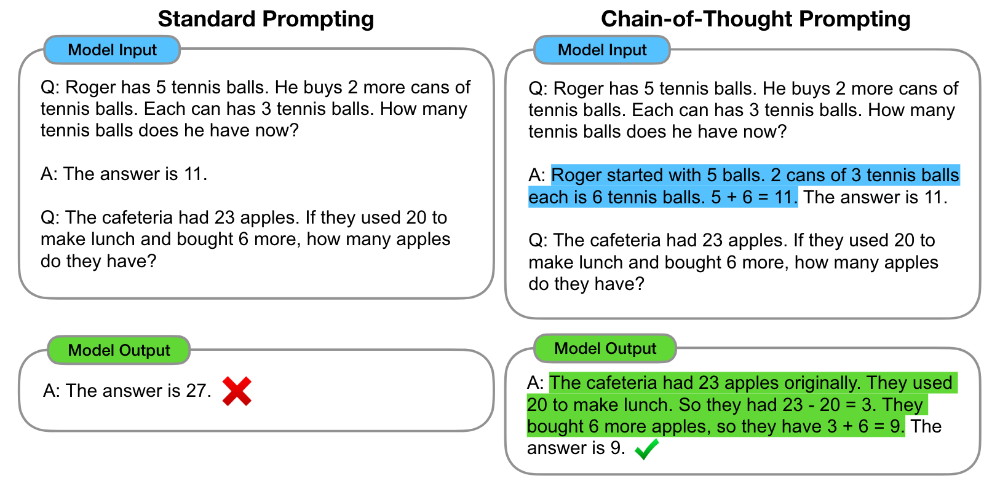 Standard Prompting
Model Input
Q: Roger has 5 tennis balls. He buys 2 more cans of
tennis balls. Each can has 3 tennis balls. How many
tennis balls does he have now?
A: The answer is 11.
Q: The cafeteria had 23 apples. If they used 20 to
make lunch and bought 6 more, how many apples
do they have?
Model Output
A: The answer is 27.
Chain-of-Thought Prompting
Model Input
Q: Roger has 5 tennis balls. He buys 2 more cans of
tennis balls. Each can has 3 tennis balls. How many
tennis balls does he have now?
A: Roger started with 5 balls. 2 cans of 3 tennis balls
each is 6 tennis balls. 5 + 6 = 11. The answer is 11.
Q: The cafeteria had 23 apples. If they used 20 to
make lunch and bought 6 more, how many apples
do they have?
Model Output
A: The cafeteria had 23 apples originally. They used
20 to make lunch. So they had 23 - 20 = 3. They
bought 6 more apples, so they have 3 + 6 = 9. The
answer is 9.